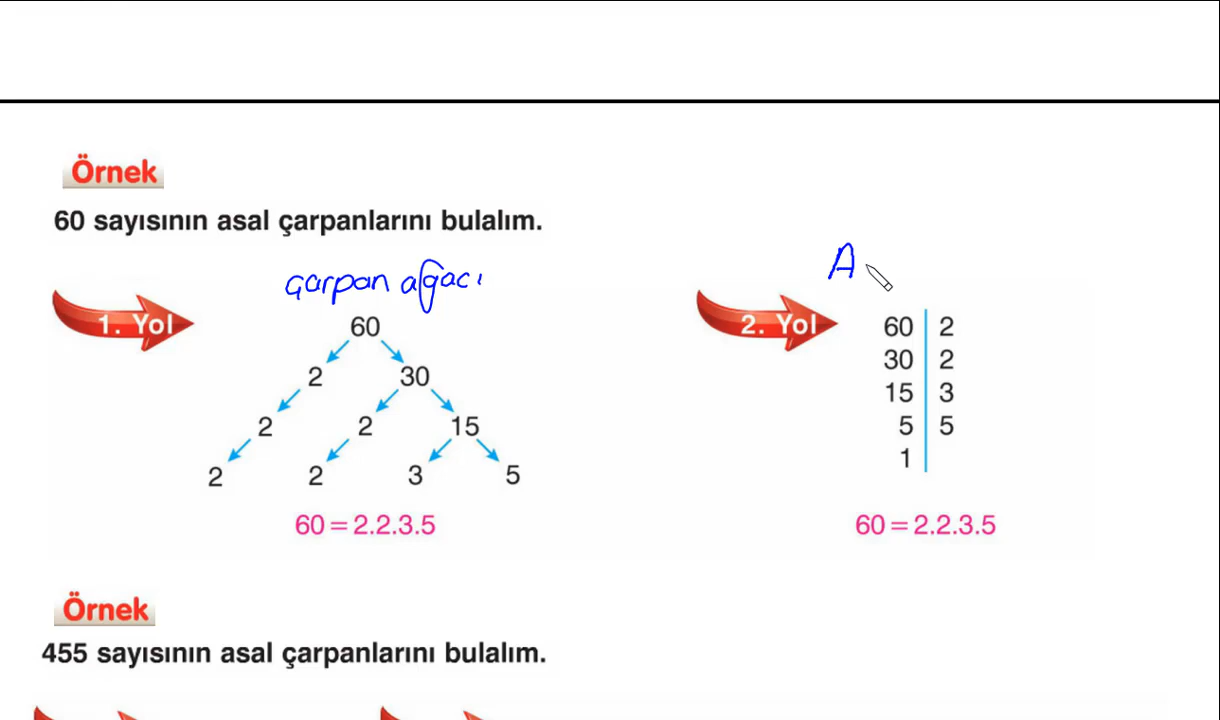 Örnek
60 sayısının asal çarpanlarını bulalım.
Çarpan ağacı
A
1. Yol
2. Yol
60
2 30
2 2 15
2 2 3 5
60 = 2.2.3.5
60 2
30 2
15 3
5 5
1
60 = 2.2.3.5
Örnek
455 sayısının asal çarpanlarını bulalım.